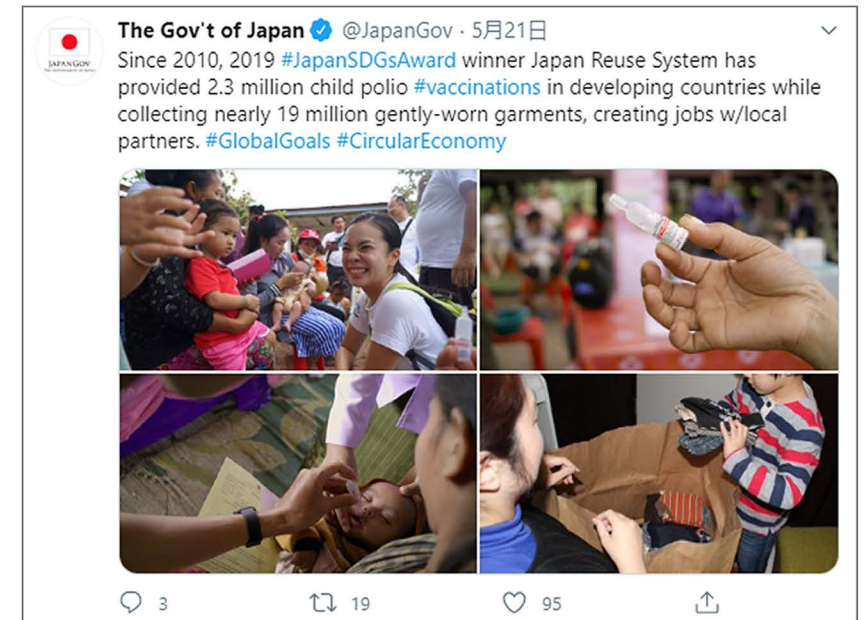 The Gov't of Japan @JapanGov · 5月21日
JAPANGOV
Since 2010, 2019 #JapanSDGsAward winner Japan Reuse System has
provided 2.3 million child polio #vaccinations in developing countries while
collecting nearly 19 million gently-worn garments, creating jobs w/local
partners. #GlobalGoals #CircularEconomy
3 19 95